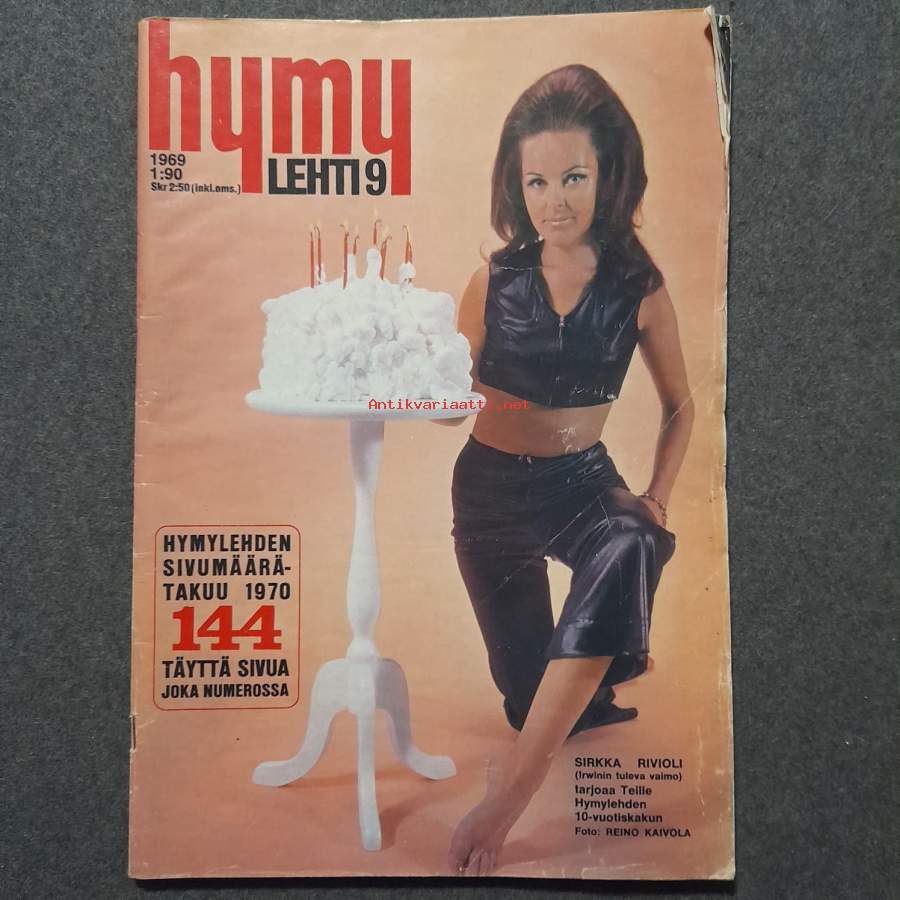 hymy
LEHTI 9
1969
1:90
Skr 2:50 (inkl.oms.)
Antikvariaatti.net
HYMYLEHDEN
SIVUMÄÄRÄ-
TAKUU 1970
144
TÄYTTÄ SIVUA
JOKA NUMEROSSA
SIRKKA RIVIOLI
(Irwinin tuleva vaimo)
tarjoaa Teille
Hymylehden
10-vuotiskakun
Foto: REINO KAIVOLA